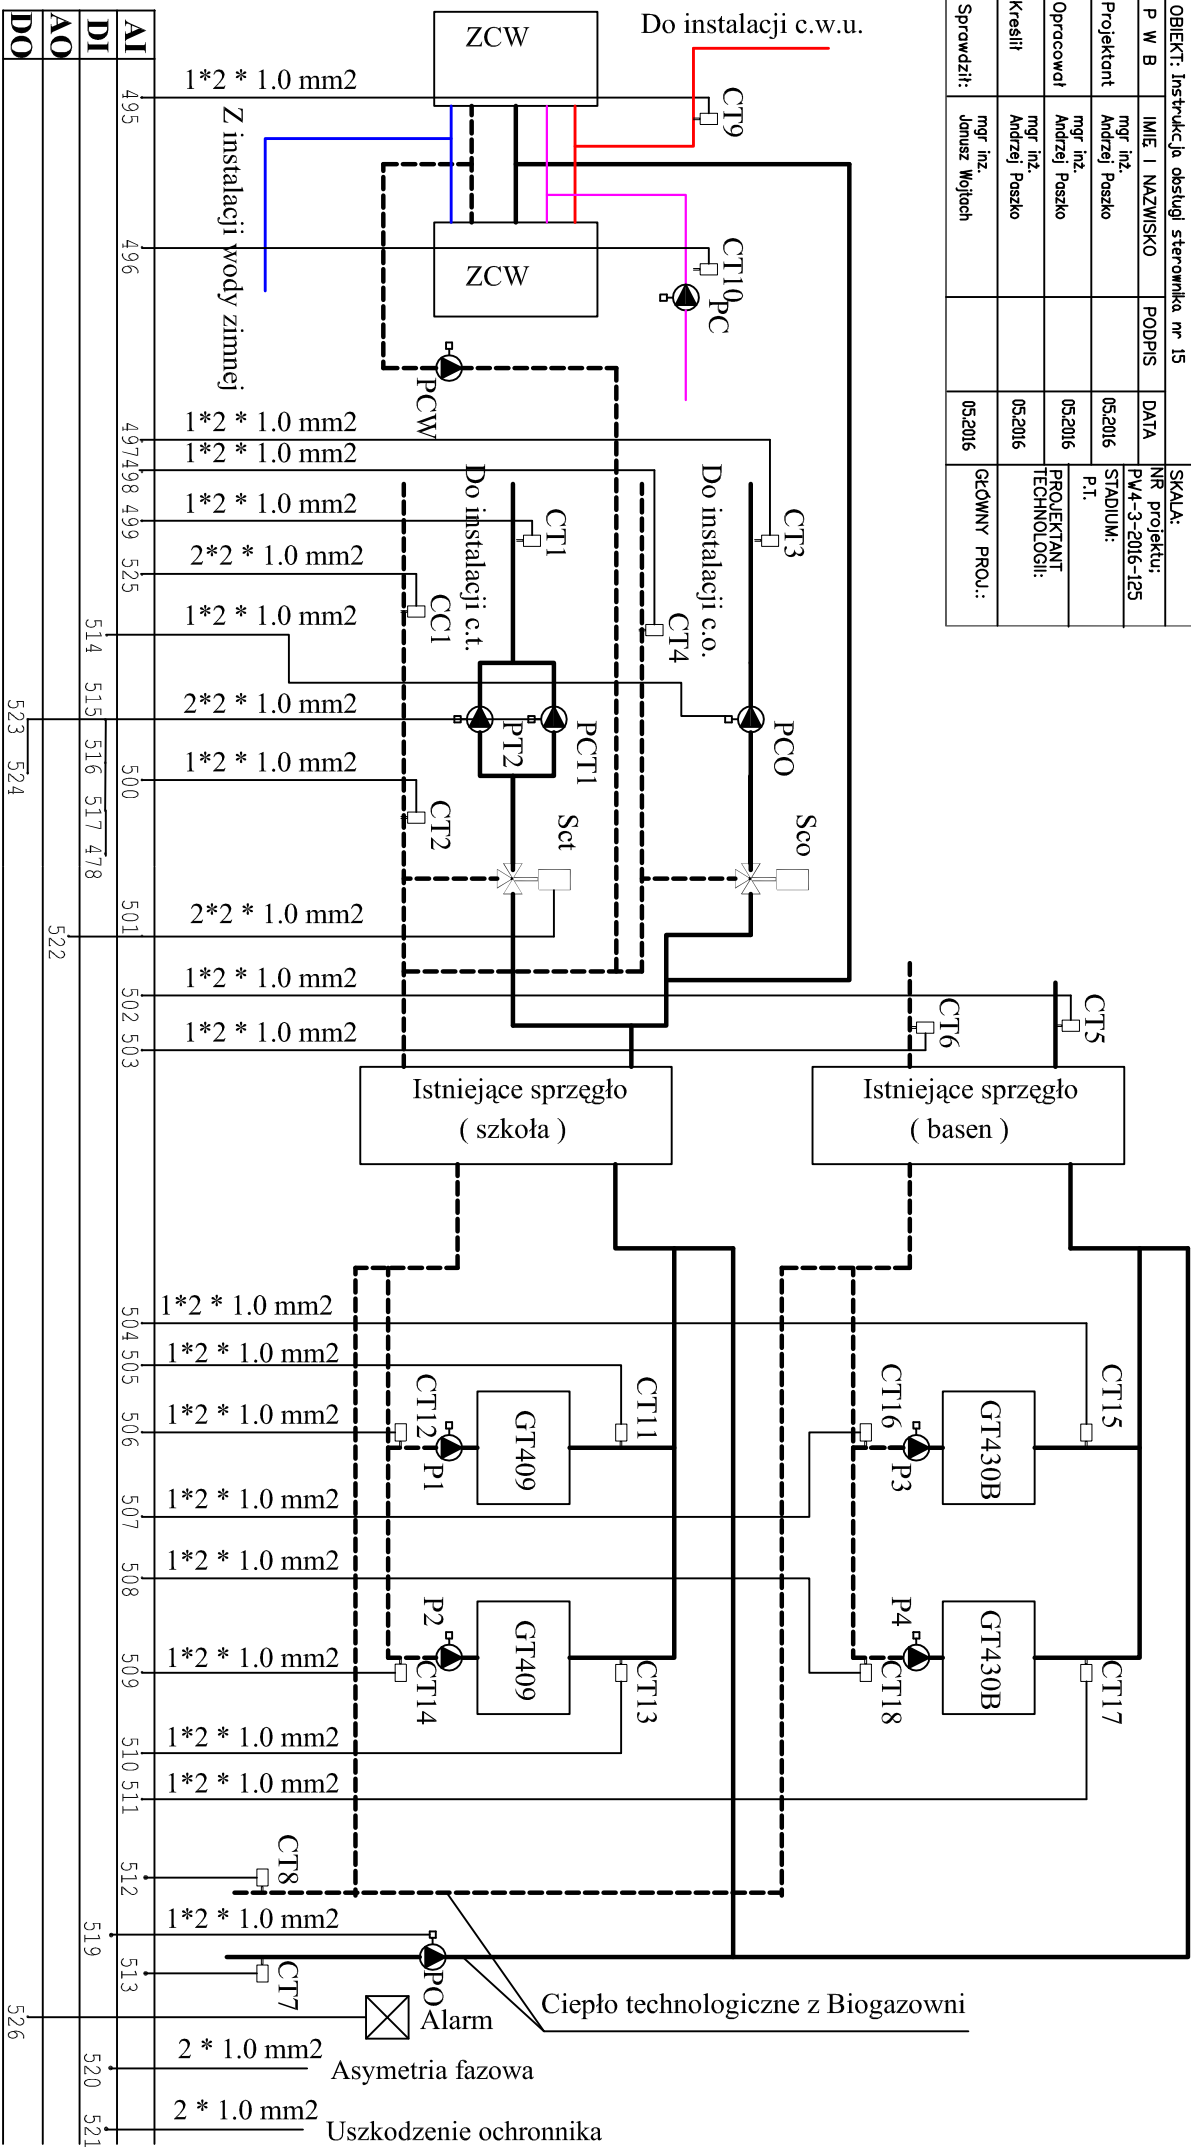 OBIEKT: Instrukcja obsługi sterownika nr 15
SKALA:
P W B
IMIĘ I NAZWISKO
PODPIS
DATA
NR projektu;
PW4-3-2016-125
Projektant
mgr inż.
Andrzej Paszko
05.2016
STADIUM:
P.T.
Opracował
mgr inż.
Andrzej Paszko
05.2016
PROJEKTANT
TECHNOLOGII:
Kreślił
mgr inż.
Andrzej Paszko
05.2016
Sprawdził:
mgr inż.
Janusz Wojtach
05.2016
GŁÓWNY PROJ.:
Do instalacji c.w.u.
ZCW
ZCW
CT9
CT10
PC
PCW
Z instalacji wody zimnej
Do instalacji c.t.
Do instalacji c.o.
CT1
CT3
CC1
CT4
PCO
PCT1
PT2
CT2
Sct
Sco
CT5
CT6
Istniejące sprzęgło
( szkoła )
Istniejące sprzęgło
( basen )
CT11
CT12
GT409
P1
CT15
CT16
GT430B
P3
P2
GT409
CT13
CT14
P4
GT430B
CT17
CT18
CT8
CT7
PO
Ciepło technologiczne z Biogazowni
Alarm
Asymetria fazowa
Uszkodzenie ochronnika
1*2 * 1.0 mm2
1*2 * 1.0 mm2
1*2 * 1.0 mm2
1*2 * 1.0 mm2
2*2 * 1.0 mm2
1*2 * 1.0 mm2
2*2 * 1.0 mm2
1*2 * 1.0 mm2
2*2 * 1.0 mm2
1*2 * 1.0 mm2
1*2 * 1.0 mm2
1*2 * 1.0 mm2
1*2 * 1.0 mm2
1*2 * 1.0 mm2
1*2 * 1.0 mm2
1*2 * 1.0 mm2
1*2 * 1.0 mm2
1*2 * 1.0 mm2
1*2 * 1.0 mm2
1*2 * 1.0 mm2
2 * 1.0 mm2
2 * 1.0 mm2
AI 495 496 497 498 499 525 500 501 502 503 504 505 506 507 508 509 510 511 512 513
DI 514 515 516 517 478 519 520 521
AO 522
DO 523 524 526